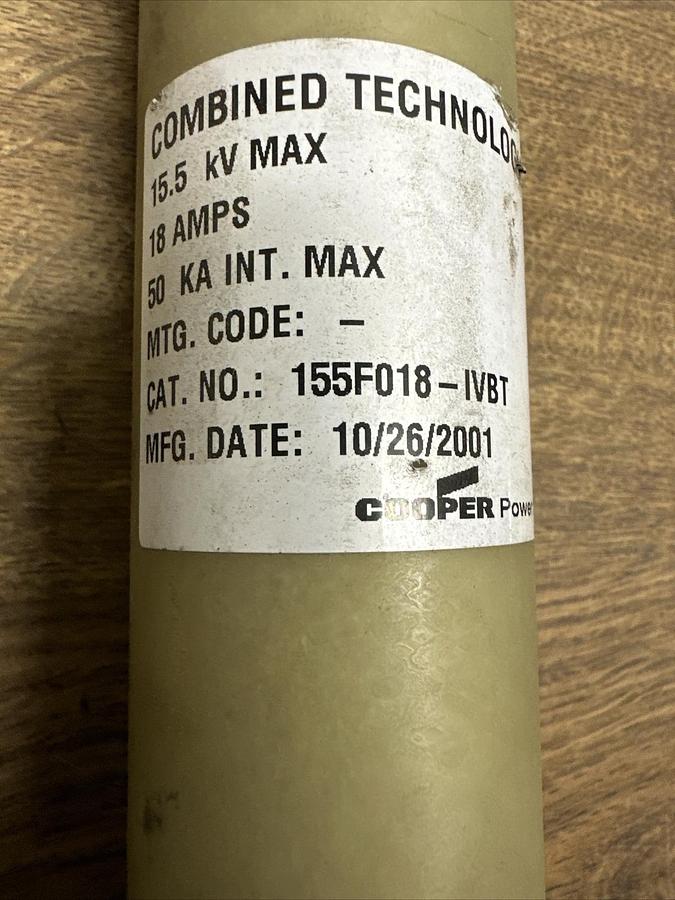 COMBINED TECHNOLOG
15.5 kV MAX
18 AMPS
50 KA INT. MAX
MTG. CODE: –
CAT. NO.: 155F018–IVBT
MFG. DATE: 10/26/2001
COOPER Power